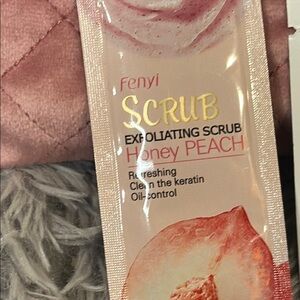 Fenyi
SCRUB
EXFOLIATING SCRUB
Honey PEACH
Refreshing
Clean the keratin
Oil-control